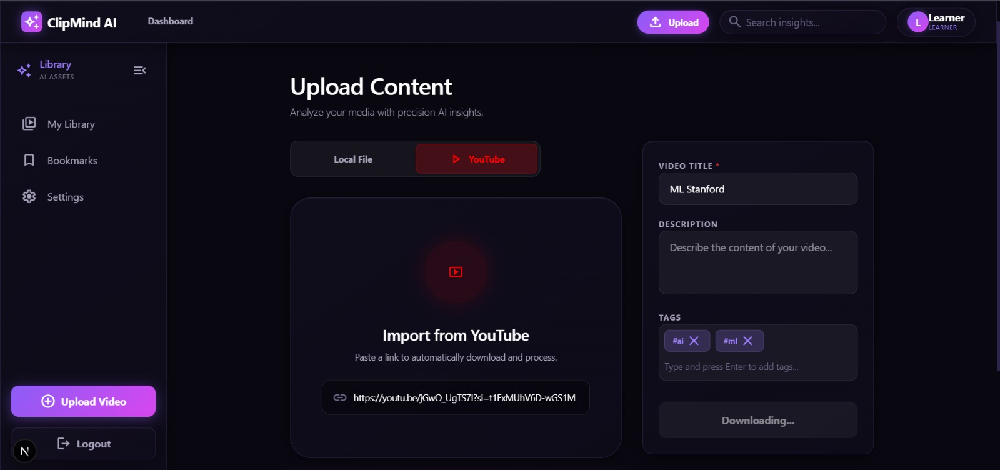 ClipMind AI
Dashboard
Upload
Search insights...
L
Learner
LEARNER
Library
AI ASSETS
My Library
Bookmarks
Settings
Upload Video
Logout
N
Upload Content
Analyze your media with precision AI insights.
Local File
YouTube
Import from YouTube
Paste a link to automatically download and process.
https://youtu.be/jGwO_UgTS7I?si=t1FxMUhV6D-wGS1M
VIDEO TITLE *
ML Stanford
DESCRIPTION
Describe the content of your video...
TAGS
#ai
#ml
Type and press Enter to add tags...
Downloading...